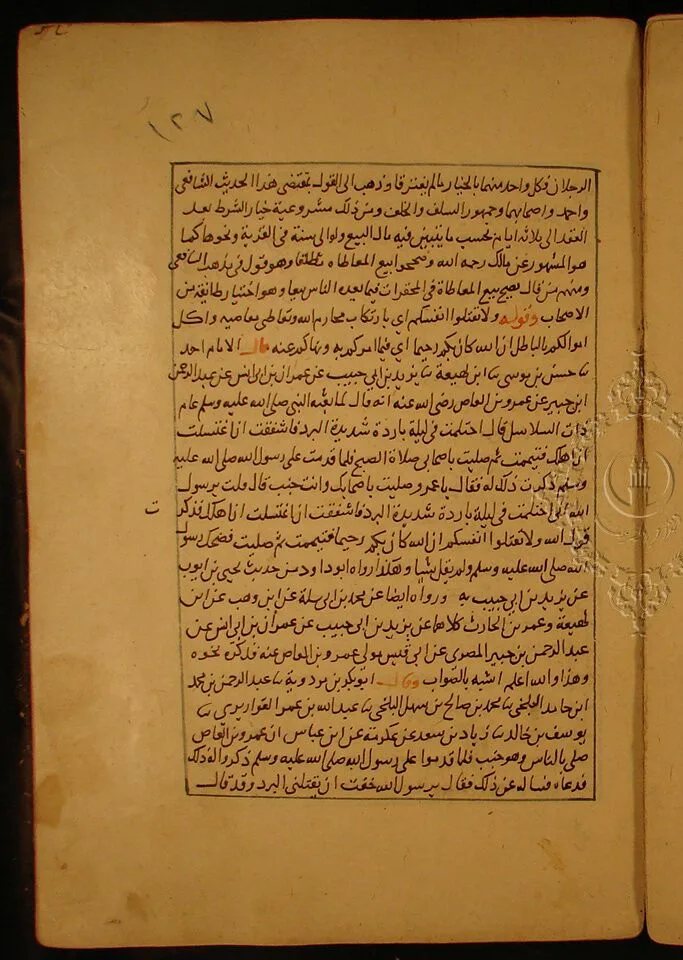 ١٢٧
الرجلان فكل واحد منهما بالخيار ما لم يتفرقا وذهب الى القول بمقتضى هذا الحديث الشافعي
واحمد واصحابهما وجمهور السلف والخلف ومن ذلك مشروعية خيار الشرط بعد
العقد الى ثلاثة ايام بحسب ما يتبين فيه مال البيع ولو الى سنة في القرية ونحوها كما
هو المشهور عن مالك رحمه الله وصححوا بيع المعاطاه مطلقا وهو قول في مذهب الشافعي
ومنهم من قال يصح بيع المعاطاة في المحقرات فيما يعده الناس بيعا وهو اختيار طائفة من
الاصحاب وقوله ولا تقتلوا انفسكم اي بارتكاب محارم الله وتعاطي معاصيه واكل
اموالكم بالباطل ان الله كان بكم رحيما اي فيما امركم به ونهاكم عنه قال الامام احمد
ثنا حسن بن موسى ثنا ابن لهيعة ثنا يزيد بن ابي حبيب عن عمران بن ابي انس عن عبد الرحمن
ابن جبير عن عمرو بن العاص رضي الله عنه انه قال لما بعثه النبي صلى الله عليه وسلم عام
ذات السلاسل قال احتلمت في ليلة باردة شديدة البرد فاشفقت ان اغتسلت
ان اهلك فتيممت ثم صليت باصحابي صلاة الصبح فلما قدمت على رسول الله صلى الله عليه
وسلم ذكرت ذلك له فقال يا عمرو صليت باصحابك وانت جنب قال قلت يرسول
الله اني احتلمت في ليلة باردة شديدة البرد فاشفقت ان اغتسلت ان اهلك فذكرت
قول الله ولا تقتلوا انفسكم ان الله كان بكم رحيما فتيممت ثم صليت فضحك رسول
الله صلى الله عليه وسلم ولم يقل شيا وهكذا رواه ابو داود من حديث يحيى بن ايوب
عن يزيد بن ابي حبيب به ورواه ايضا عن محمد بن ابي سلة عن ابن وهب عن ابن
لهيعة وعمر بن الحارث كلاهما عن يزيد بن ابي حبيب عن عمران بن ابي انس عن
عبد الرحمن بن جبير المصري عن ابي قيس مولى عمرو بن العاص عنه فذكره نحوه
وهذا والله اعلم اشبه بالصواب وقال ابو بكر بن مردوية ثنا عبد الرحمن بن محمد
ابن حامد البلخي ثنا محمد بن صالح بن سهل البلخي ثنا عبيد الله بن عمر القواريري ثنا
يوسف بن خالد ثنا زياد بن سعد عن عكرمة عن ابن عباس ان عمرو بن العاص
صلى بالناس وهو جنب فلما قدموا على رسول الله صلى الله عليه وسلم ذكروا له ذلك
فدعاه فساله عن ذلك فقال يرسول الله خفت ان يقتلني البرد وقد قال